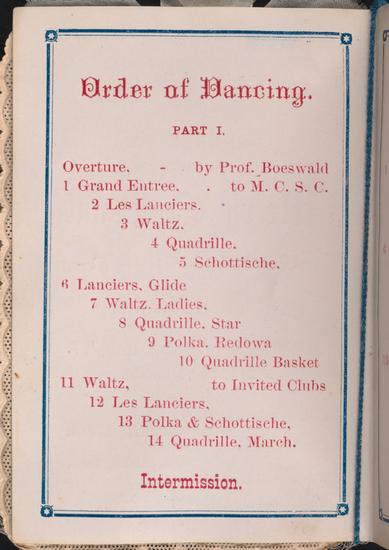 Order of Dancing.
PART I.
Overture, - by Prof. Boeswald
1 Grand Entree, . to M. C. S. C.
2 Les Lanciers.
3 Waltz,
4 Quadrille,
5 Schottische,
6 Lanciers, Glide
7 Waltz, Ladies,
8 Quadrille, Star
9 Polka, Redowa
10 Quadrille Basket
11 Waltz, to Invited Clubs
12 Les Lanciers,
13 Polka & Schottische,
14 Quadrille, March.
Intermission.